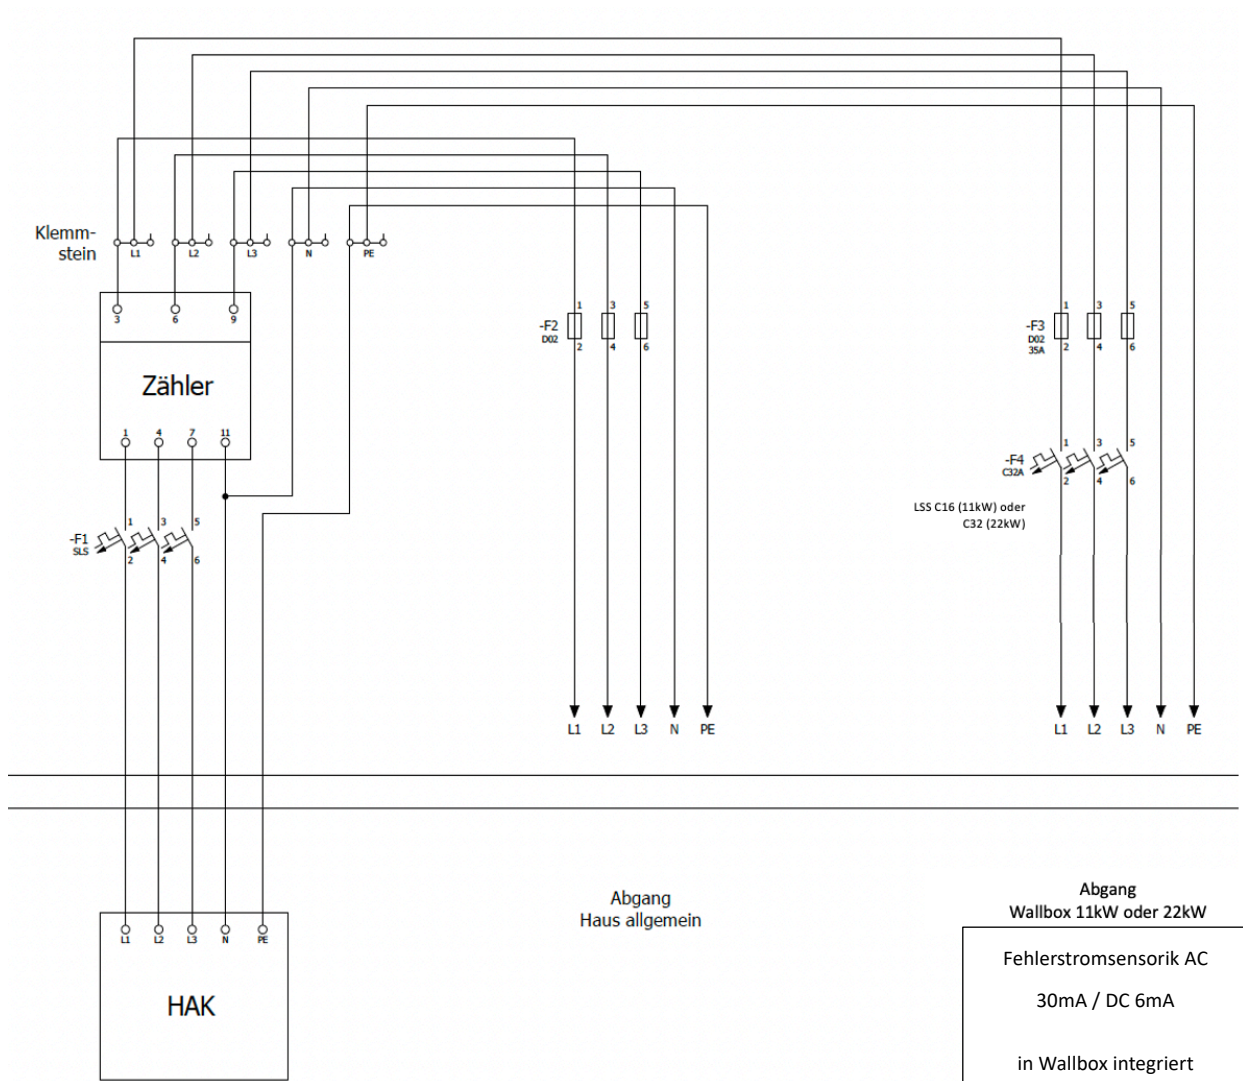 Klemm-
stein
L1
L2
L3
N
PE
3
6
9
Zähler
1
4
7
11
-F1
SLS
1
3
5
2
4
6
-F2
D02
1
3
5
2
4
6
-F3
D02
35A
1
3
5
2
4
6
-F4
C32A
1
3
5
2
4
6
LSS C16 (11kW) oder
C32 (22kW)
L1
L2
L3
N
PE
L1
L2
L3
N
PE
Abgang
Haus allgemein
Abgang
Wallbox 11kW oder 22kW
L1
L2
L3
N
PE
HAK
Fehlerstromsensorik AC
30mA / DC 6mA
in Wallbox integriert